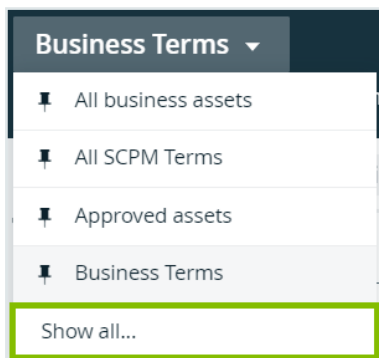 Business Terms
All business assets
All SCPM Terms
Approved assets
Business Terms
Show all...